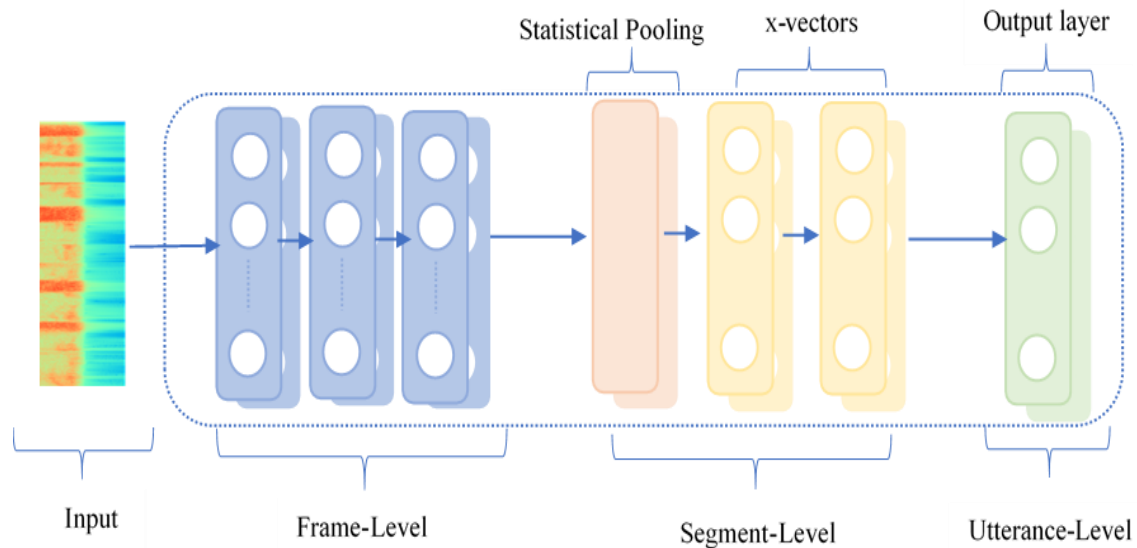 Statistical Pooling
x-vectors
Output layer
Input
Frame-Level
Segment-Level
Utterance-Level